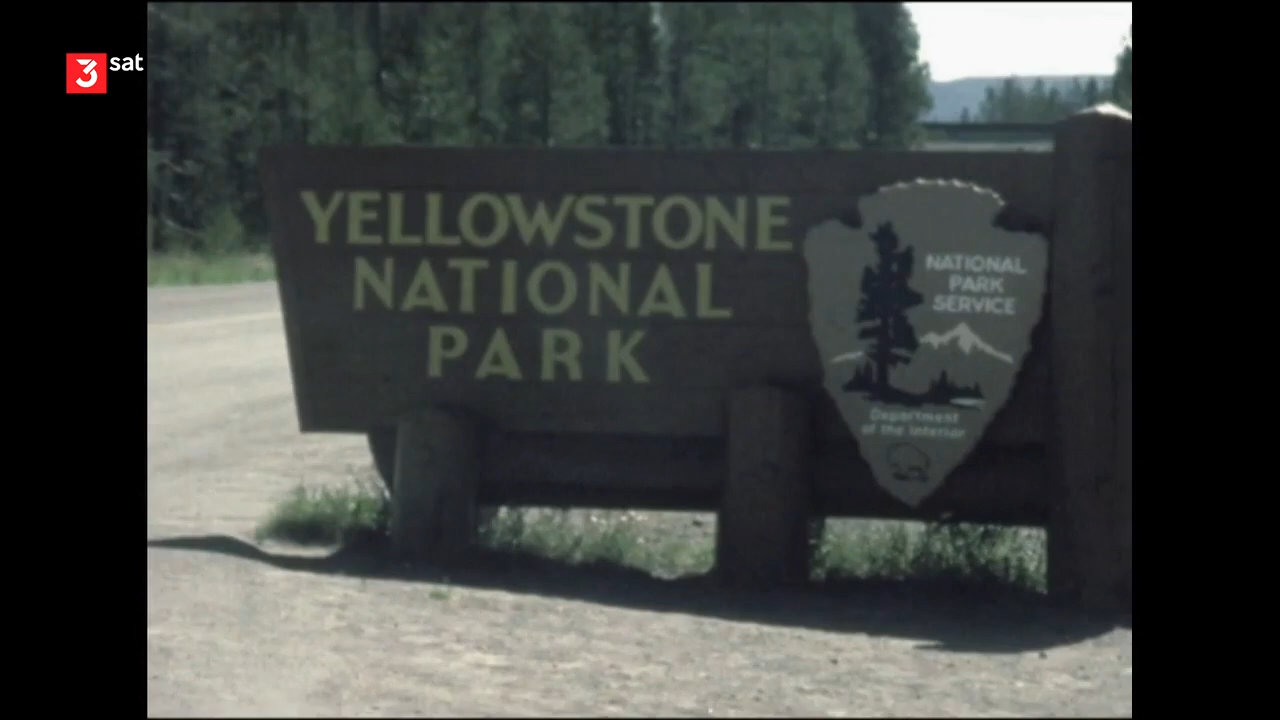 3sat
YELLOWSTONE
NATIONAL
PARK
NATIONAL
PARK
SERVICE
Department
of the Interior